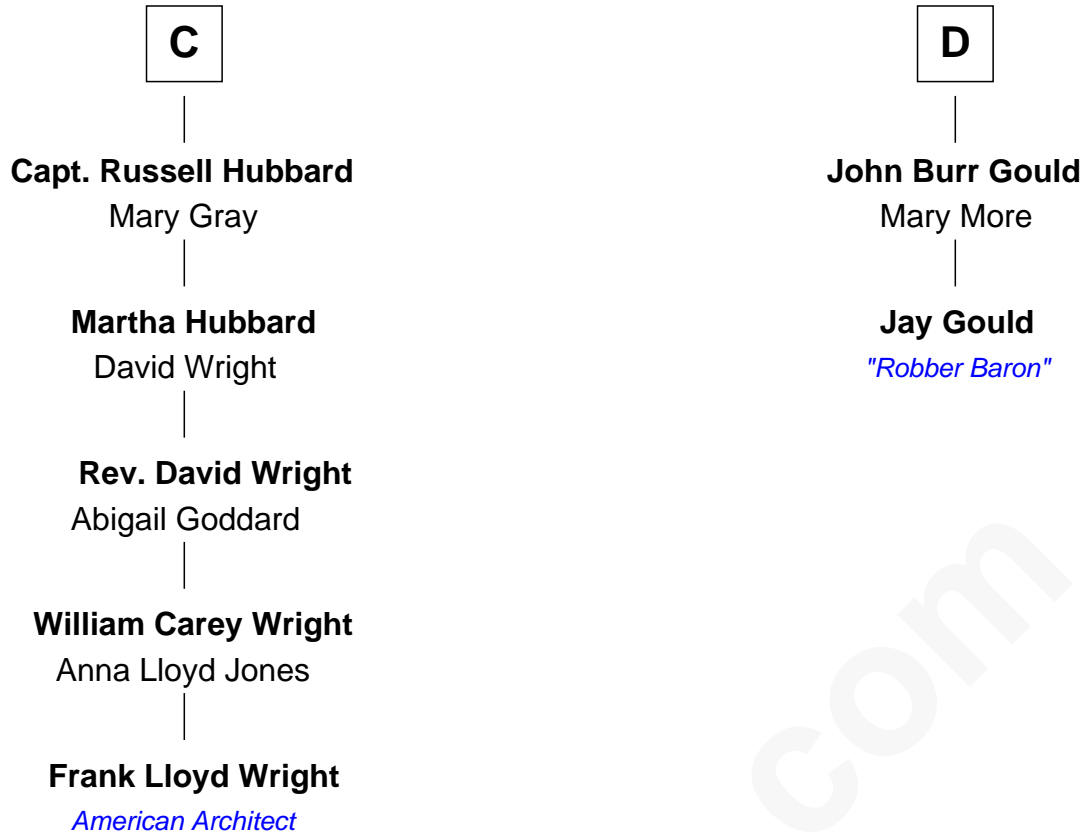 C
Capt. Russell Hubbard
Mary Gray
Martha Hubbard
David Wright
Rev. David Wright
Abigail Goddard
William Carey Wright
Anna Lloyd Jones
Frank Lloyd Wright
American Architect
D
John Burr Gould
Mary More
Jay Gould
"Robber Baron"
com